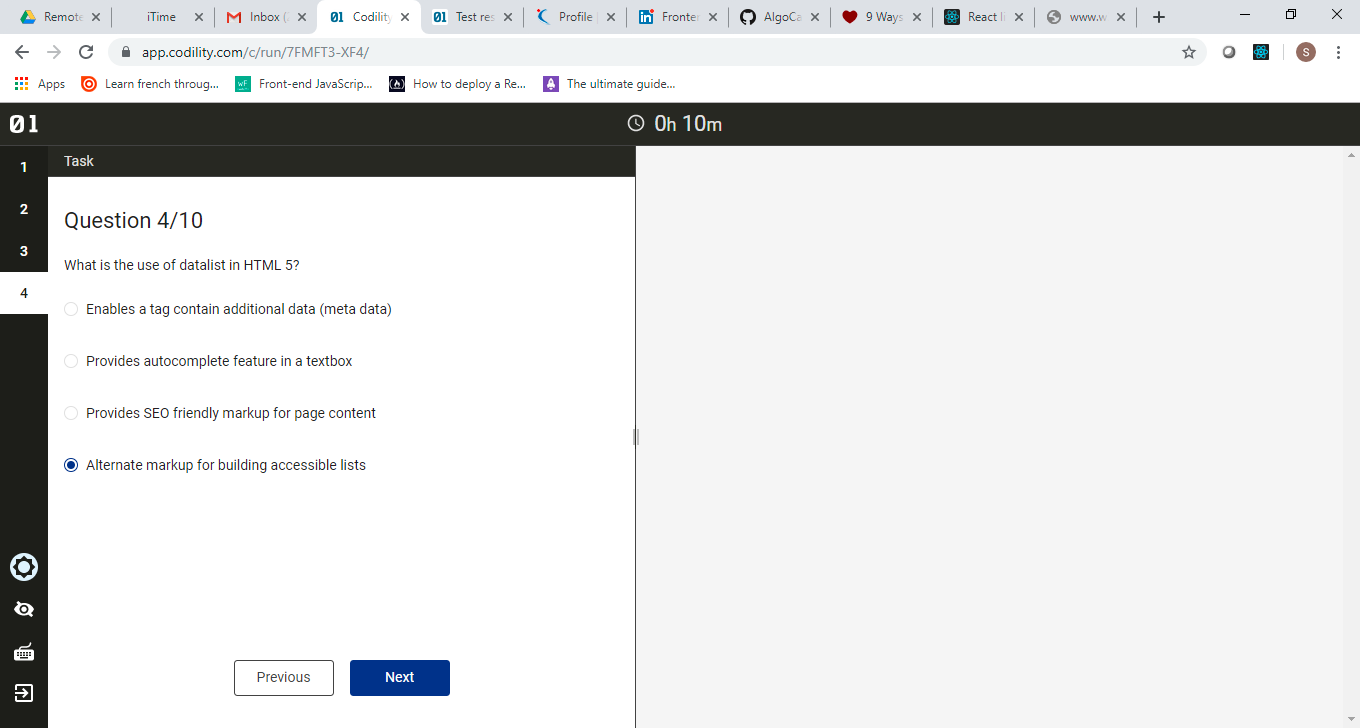 Remote
iTime
Inbox (
Codility
Test res
Profile
Fronter
AlgoCa
9 Ways
React li
www.w
app.codility.com/c/run/7FMFT3-XF4/
S
Apps
Learn french throug...
Front-end JavaScrip...
How to deploy a Re...
The ultimate guide...
01
0h 10m
1
2
3
4
Task
Question 4/10
What is the use of datalist in HTML 5?
Enables a tag contain additional data (meta data)
Provides autocomplete feature in a textbox
Provides SEO friendly markup for page content
Alternate markup for building accessible lists
Previous
Next